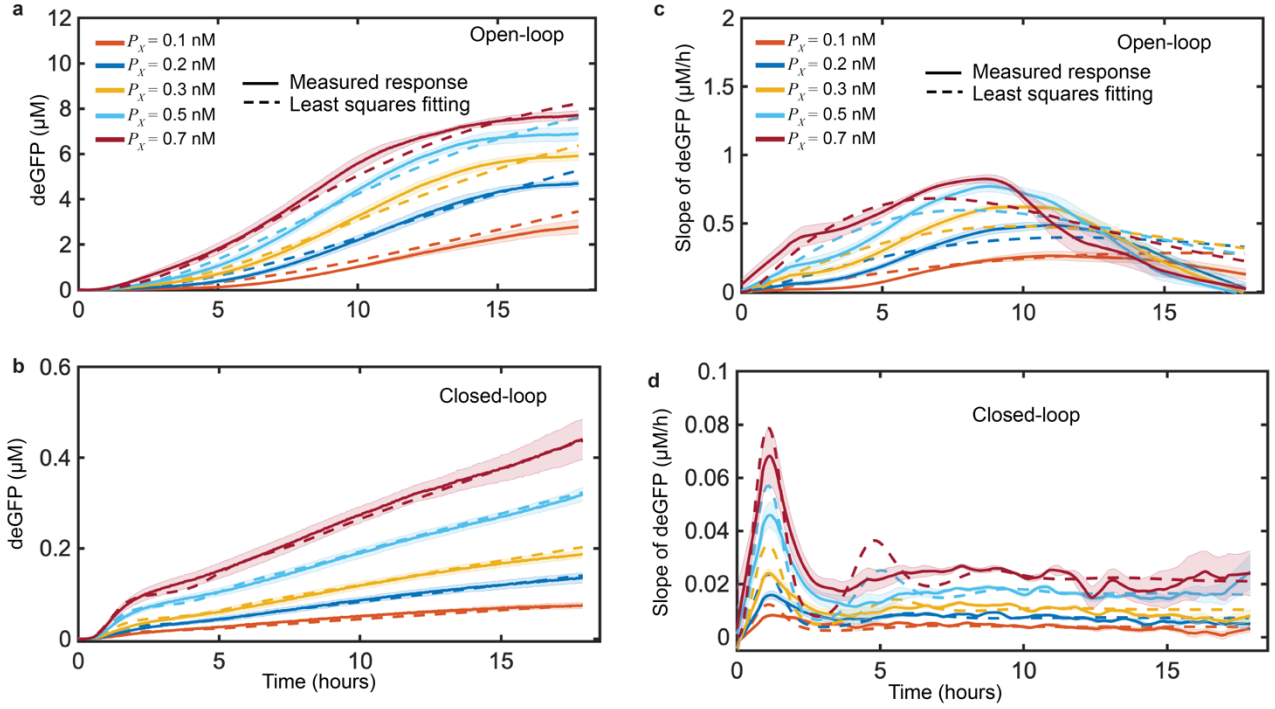 a
12
10
8
6
4
2
0
deGFP (µM)
Open-loop
P_X = 0.1 nM
P_X = 0.2 nM
P_X = 0.3 nM
P_X = 0.5 nM
P_X = 0.7 nM
Measured response
Least squares fitting
0 5 10 15
b
0.6
0.4
0.2
0
deGFP (µM)
Closed-loop
0 5 10 15
Time (hours)
c
2
1.5
1
0.5
0
Slope of deGFP (µM/h)
Open-loop
P_X = 0.1 nM
P_X = 0.2 nM
P_X = 0.3 nM
P_X = 0.5 nM
P_X = 0.7 nM
Measured response
Least squares fitting
0 5 10 15
d
0.1
0.08
0.06
0.04
0.02
0
Slope of deGFP (µM/h)
Closed-loop
0 5 10 15
Time (hours)